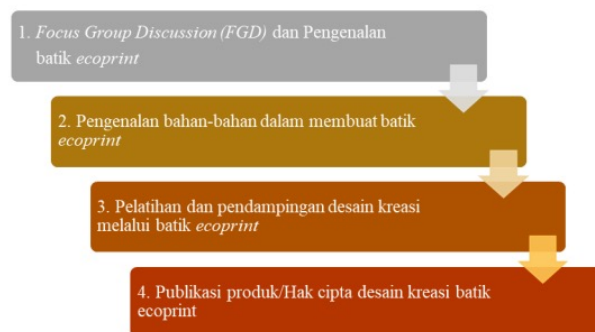 1. Focus Group Discussion (FGD) dan Pengenalan
batik ecoprint
2. Pengenalan bahan-bahan dalam membuat batik
ecoprint
3. Pelatihan dan pendampingan desain kreasi
melalui batik ecoprint
4. Publikasi produk/Hak cipta desain kreasi batik
ecoprint